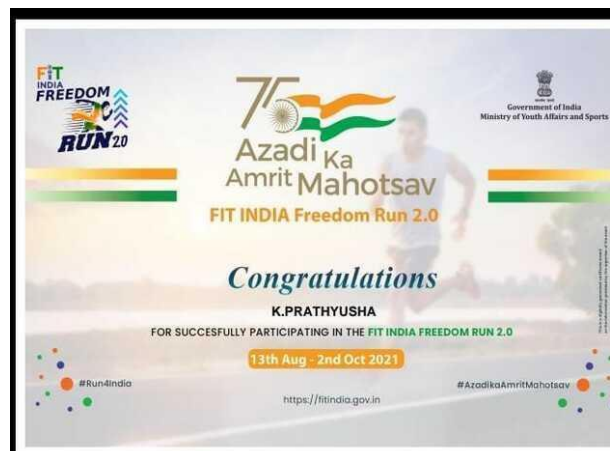 FiT
INDIA
FREEDOM
RUN 2.0
75
Azadi Ka
Amrit Mahotsav
FIT INDIA Freedom Run 2.0
Government of India
Ministry of Youth Affairs and Sports
Congratulations
K.PRATHYUSHA
FOR SUCCESFULLY PARTICIPATING IN THE FIT INDIA FREEDOM RUN 2.0
13th Aug - 2nd Oct 2021
#Run4India
#AzadikaAmritMahotsav
https://fitindia.gov.in